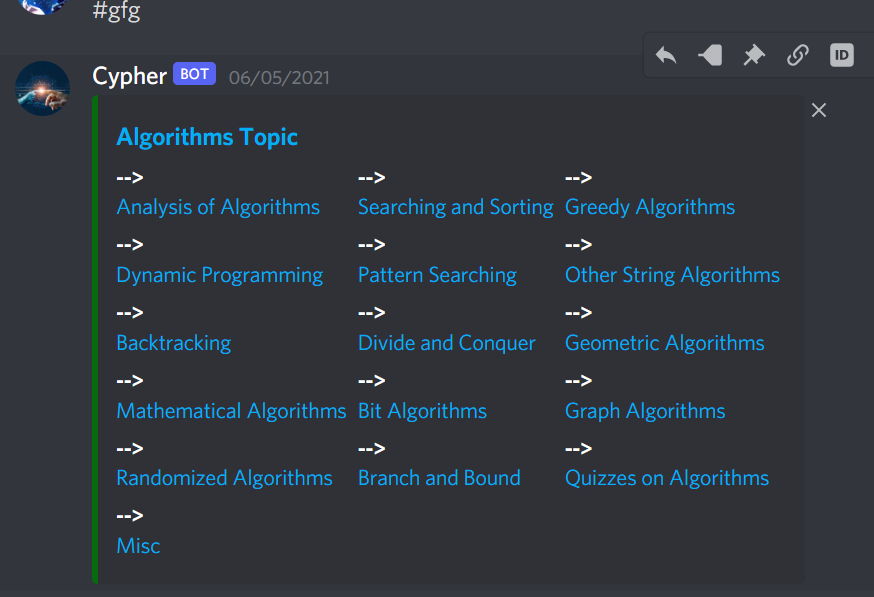 #gfg
Cypher BOT 06/05/2021
ID
Algorithms Topic
--> --> -->
Analysis of Algorithms Searching and Sorting Greedy Algorithms
--> --> -->
Dynamic Programming Pattern Searching Other String Algorithms
--> --> -->
Backtracking Divide and Conquer Geometric Algorithms
--> --> -->
Mathematical Algorithms Bit Algorithms Graph Algorithms
--> --> -->
Randomized Algorithms Branch and Bound Quizzes on Algorithms
-->
Misc